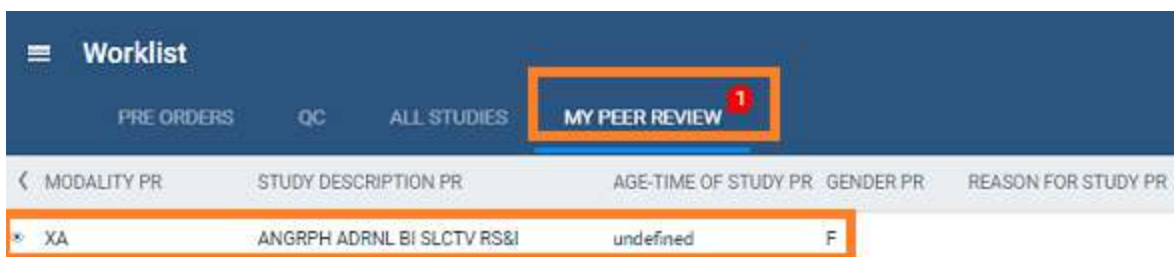 Worklist
PRE ORDERS QC ALL STUDIES MY PEER REVIEW 1
MODALITY PR STUDY DESCRIPTION PR AGE-TIME OF STUDY PR GENDER PR REASON FOR STUDY PR
XA ANGRPH ADRNL BI SLCTV RS&I undefined F